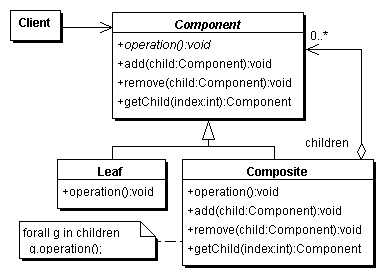 Client
Component
+operation():void
+add(child:Component):void
+remove(child:Component):void
+getChild(index:int):Component
0..*
children
Leaf
+operation():void
Composite
+operation():void
+add(child:Component):void
+remove(child:Component):void
+getChild(index:int):Component
forall g in children
g.operation();